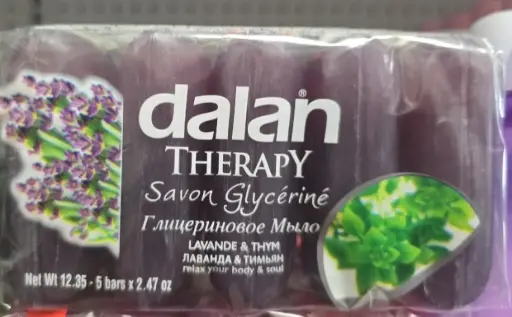 dalan®
THERAPY
Savon Glycériné
Глицериновое Мыло
LAVANDE & THYM
ЛАВАНДА & ТИМЬЯН
relax your body & soul
Net Wt 12.35 - 5 bars x 2.47 oz